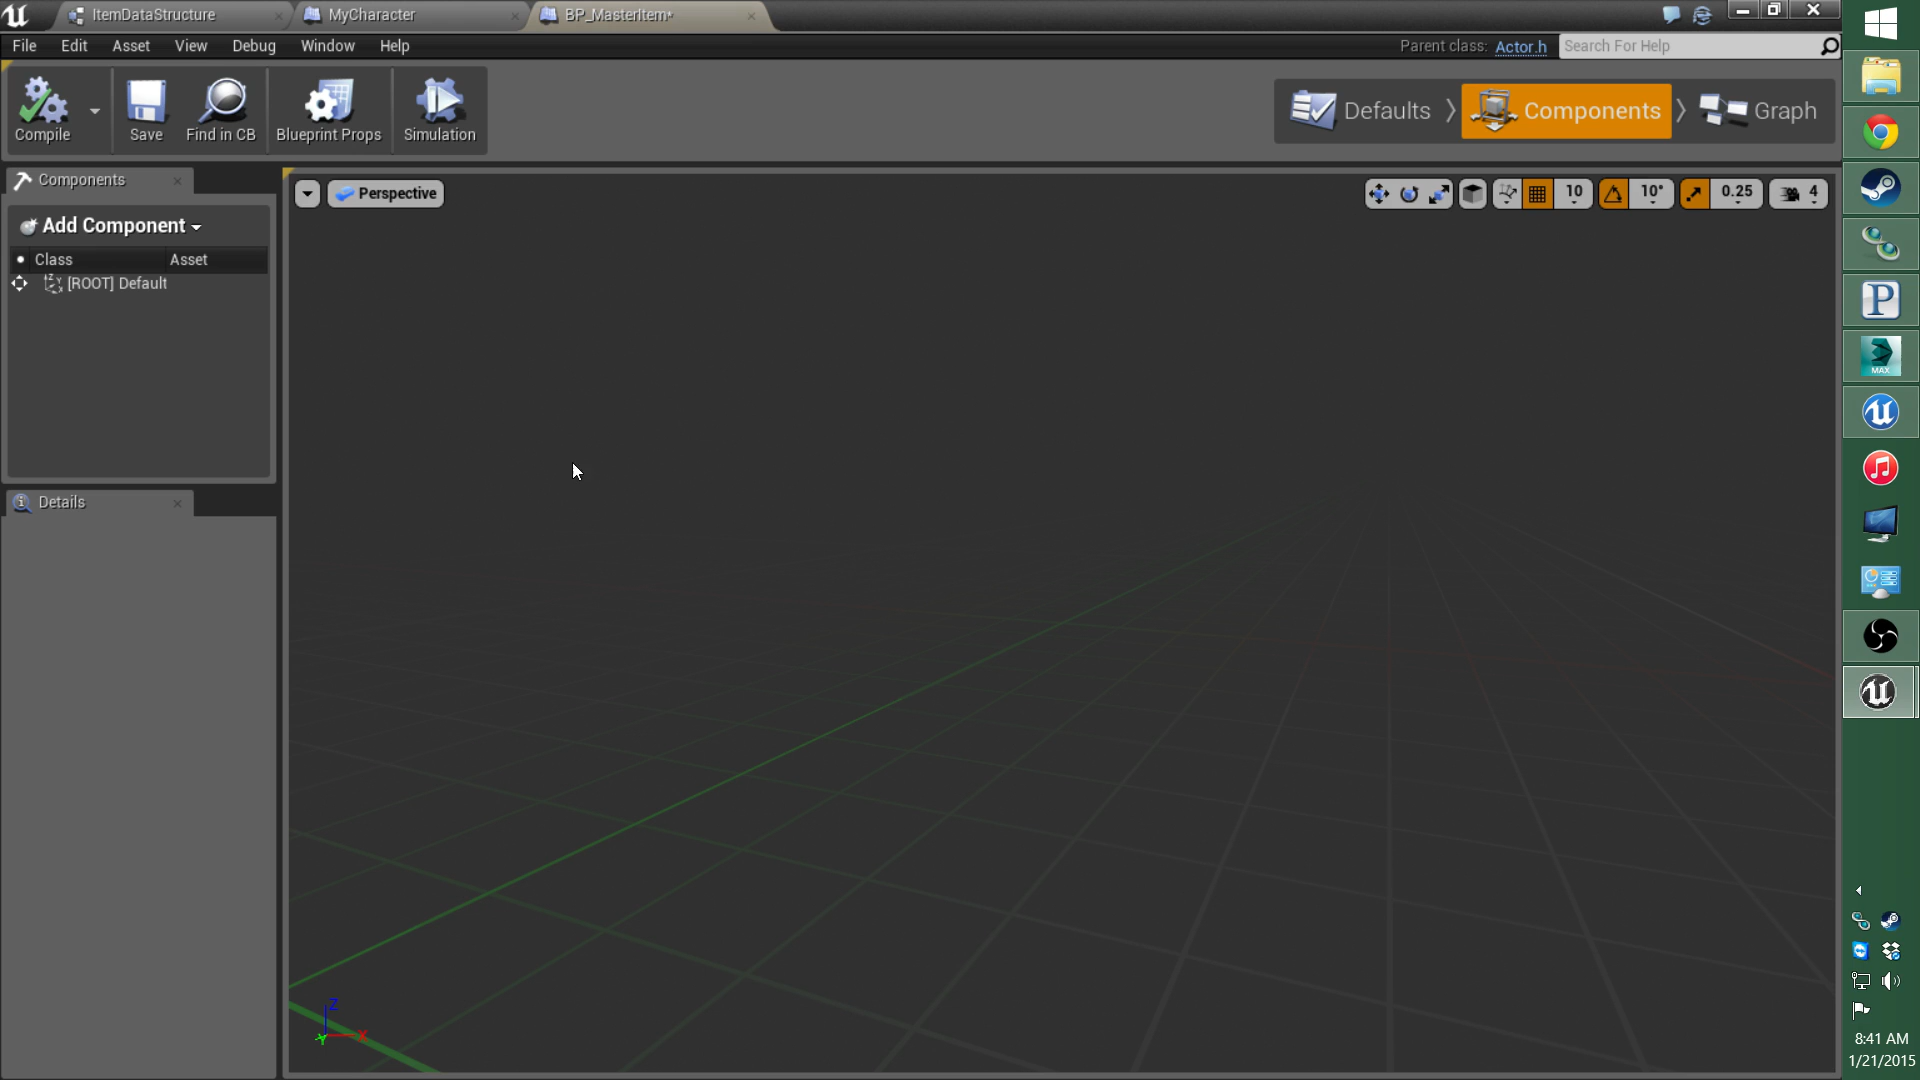 ItemDataStructure
MyCharacter
BP_MasterItem*
File Edit Asset View Debug Window Help
Parent class: Actor.h
Search For Help
Compile
Save
Find in CB
Blueprint Props
Simulation
Defaults
Components
Graph
Components
Add Component
Class Asset
[ROOT] Default
Details
Perspective
10
10°
0.25
4
Z
X
Y
P
MAX
8:41 AM
1/21/2015